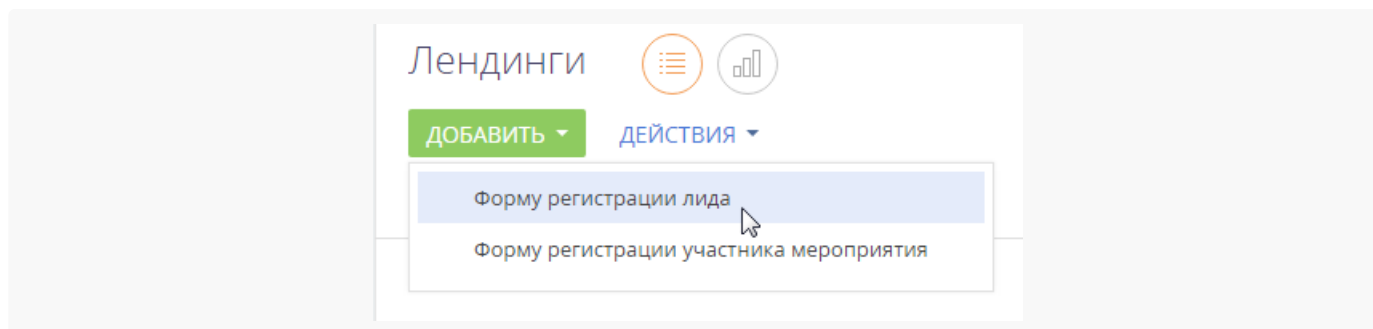 Лендинги
ДОБАВИТЬ ДЕЙСТВИЯ
Форму регистрации лида
Форму регистрации участника мероприятия